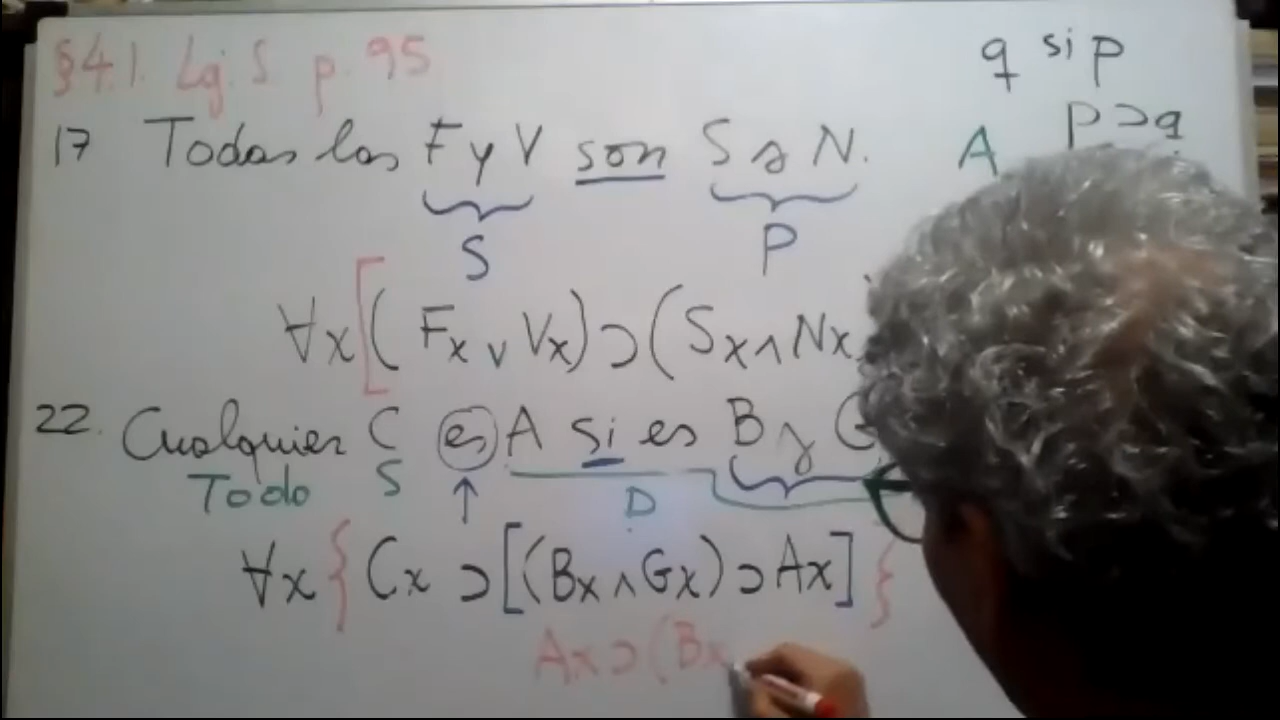 §4.1. Lg. S. p. 95
q si p
p ⊃ q
17 Todas las F y V son S y N. A
S P
∀x [( Fx ∨ Vx) ⊃ (Sx ∧ Nx
22. Cualquier C es A si es B y G
Todo S ↑ P
∀x { Cx ⊃ [(Bx ∧ Gx) ⊃ Ax] }
Ax ⊃ (Bx